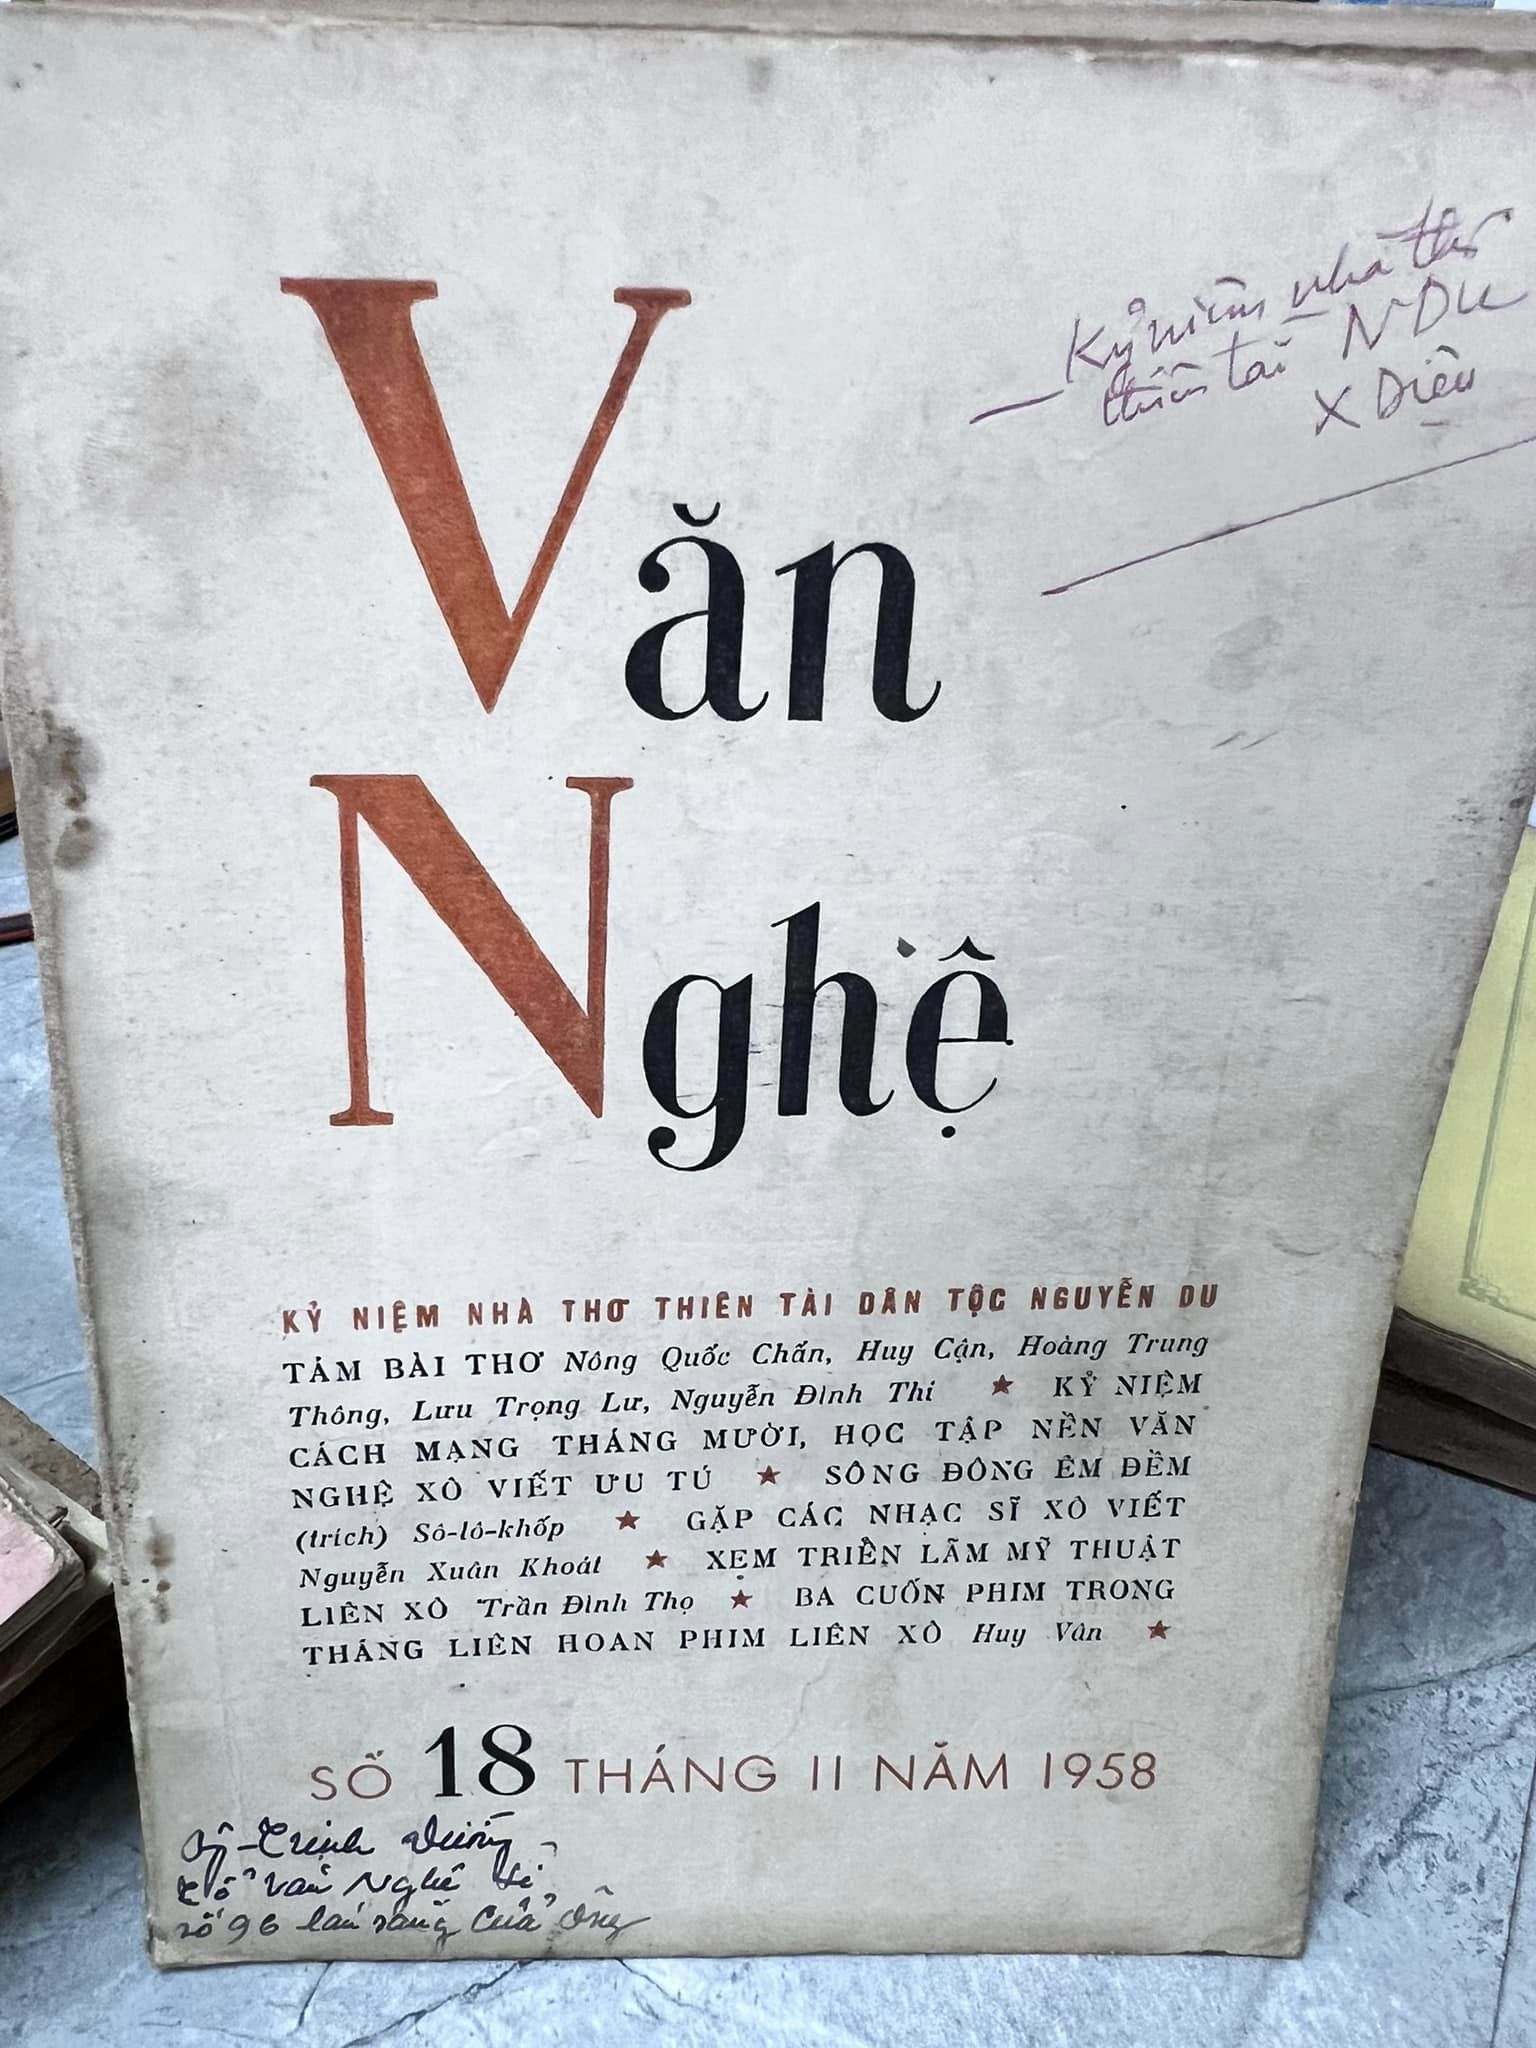 Kỷ niệm nhà thơ
thiên tài NDu
X Diệu
Văn
Nghệ
KỶ NIỆM NHÀ THƠ THIÊN TÀI DÂN TỘC NGUYỄN DU
TÁM BÀI THƠ Nông Quốc Chấn, Huy Cận, Hoàng Trung
Thông, Lưu Trọng Lư, Nguyễn Đình Thi ★ KỶ NIỆM
CÁCH MẠNG THÁNG MƯỜI, HỌC TẬP NỀN VĂN
NGHỆ XÔ VIẾT ƯU TÚ ★ SÔNG ĐÔNG ÊM ĐỀM
(trích) Sô-lô-khốp ★ GẶP CÁC NHẠC SĨ XÔ VIẾT
Nguyễn Xuân Khoát ★ XEM TRIỂN LÃM MỸ THUẬT
LIÊN XÔ Trần Đình Thọ ★ BA CUỐN PHIM TRONG
THÁNG LIÊN HOAN PHIM LIÊN XÔ Huy Vân ★
SỐ 18 THÁNG 11 NĂM 1958
Trịnh
Tổ Văn Nghệ
số 96 Ông